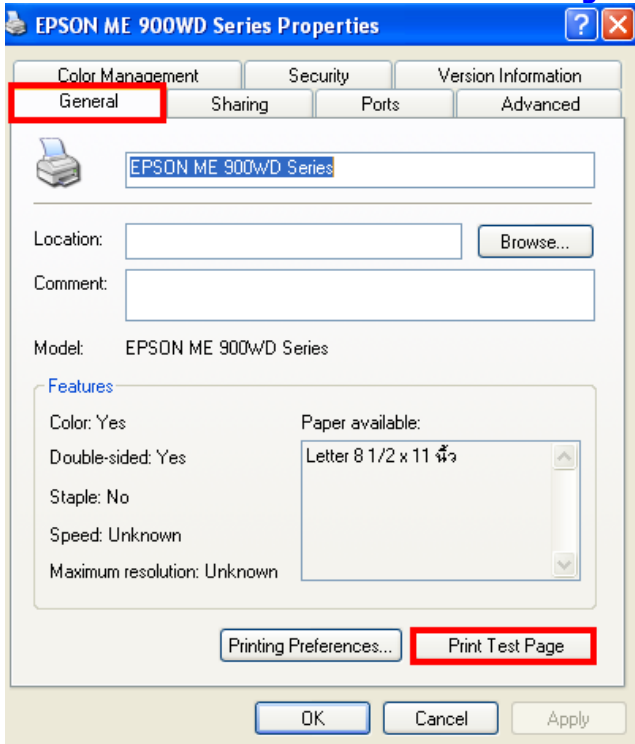 EPSON ME 900WD Series Properties
Color Management Security Version Information
General Sharing Ports Advanced
EPSON ME 900WD Series
Location: Browse...
Comment:
Model: EPSON ME 900WD Series
Features
Color: Yes Paper available:
Double-sided: Yes Letter 8 1/2 x 11 นิ้ว
Staple: No
Speed: Unknown
Maximum resolution: Unknown
Printing Preferences... Print Test Page
OK Cancel Apply